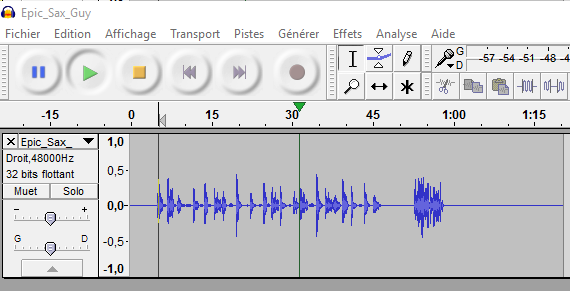 Epic_Sax_Guy
Fichier Edition Affichage Transport Pistes Générer Effets Analyse Aide
G
D
-57 -54 -51 -48 -4
-15 0 15 30 45 1:00 1:15
X Epic_Sax_
Droit,48000Hz
32 bits flottant
Muet Solo
- +
G D
1,0
0,5
0,0
-0,5
-1,0